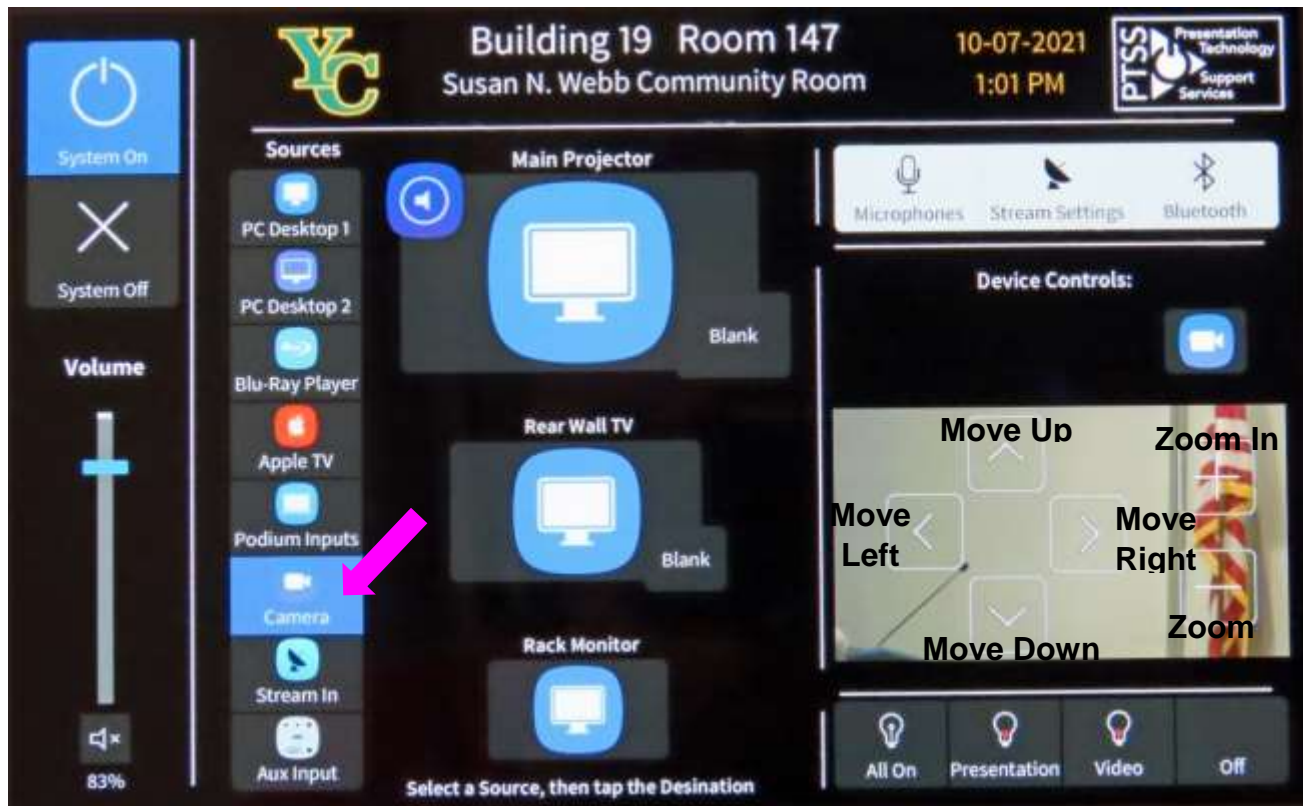 YC
Building 19 Room 147
Susan N. Webb Community Room
10-07-2021
1:01 PM
PTSS
Presentation
Technology
Support
Services
System On
System Off
Volume
83%
Sources
PC Desktop 1
PC Desktop 2
Blu-Ray Player
Apple TV
Podium Inputs
Camera
Stream In
Aux Input
Main Projector
Blank
Rear Wall TV
Blank
Rack Monitor
Select a Source, then tap the Desination
Microphones
Stream Settings
Bluetooth
Device Controls:
Move Up
Zoom In
Move
Left
Move
Right
Move Down
Zoom
All On
Presentation
Video
Off